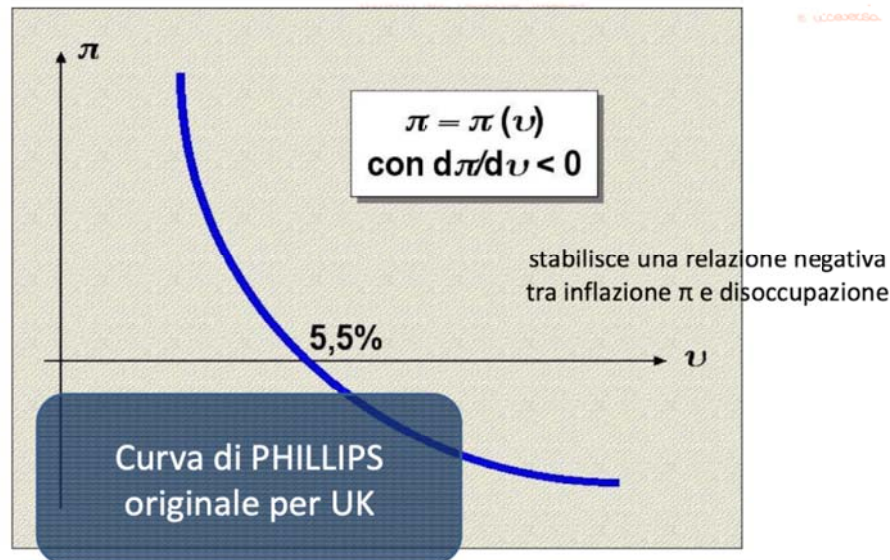 π
π = π (υ)
con dπ/dυ < 0
stabilisce una relazione negativa
tra inflazione π e disoccupazione
5,5%
υ
Curva di PHILLIPS
originale per UK